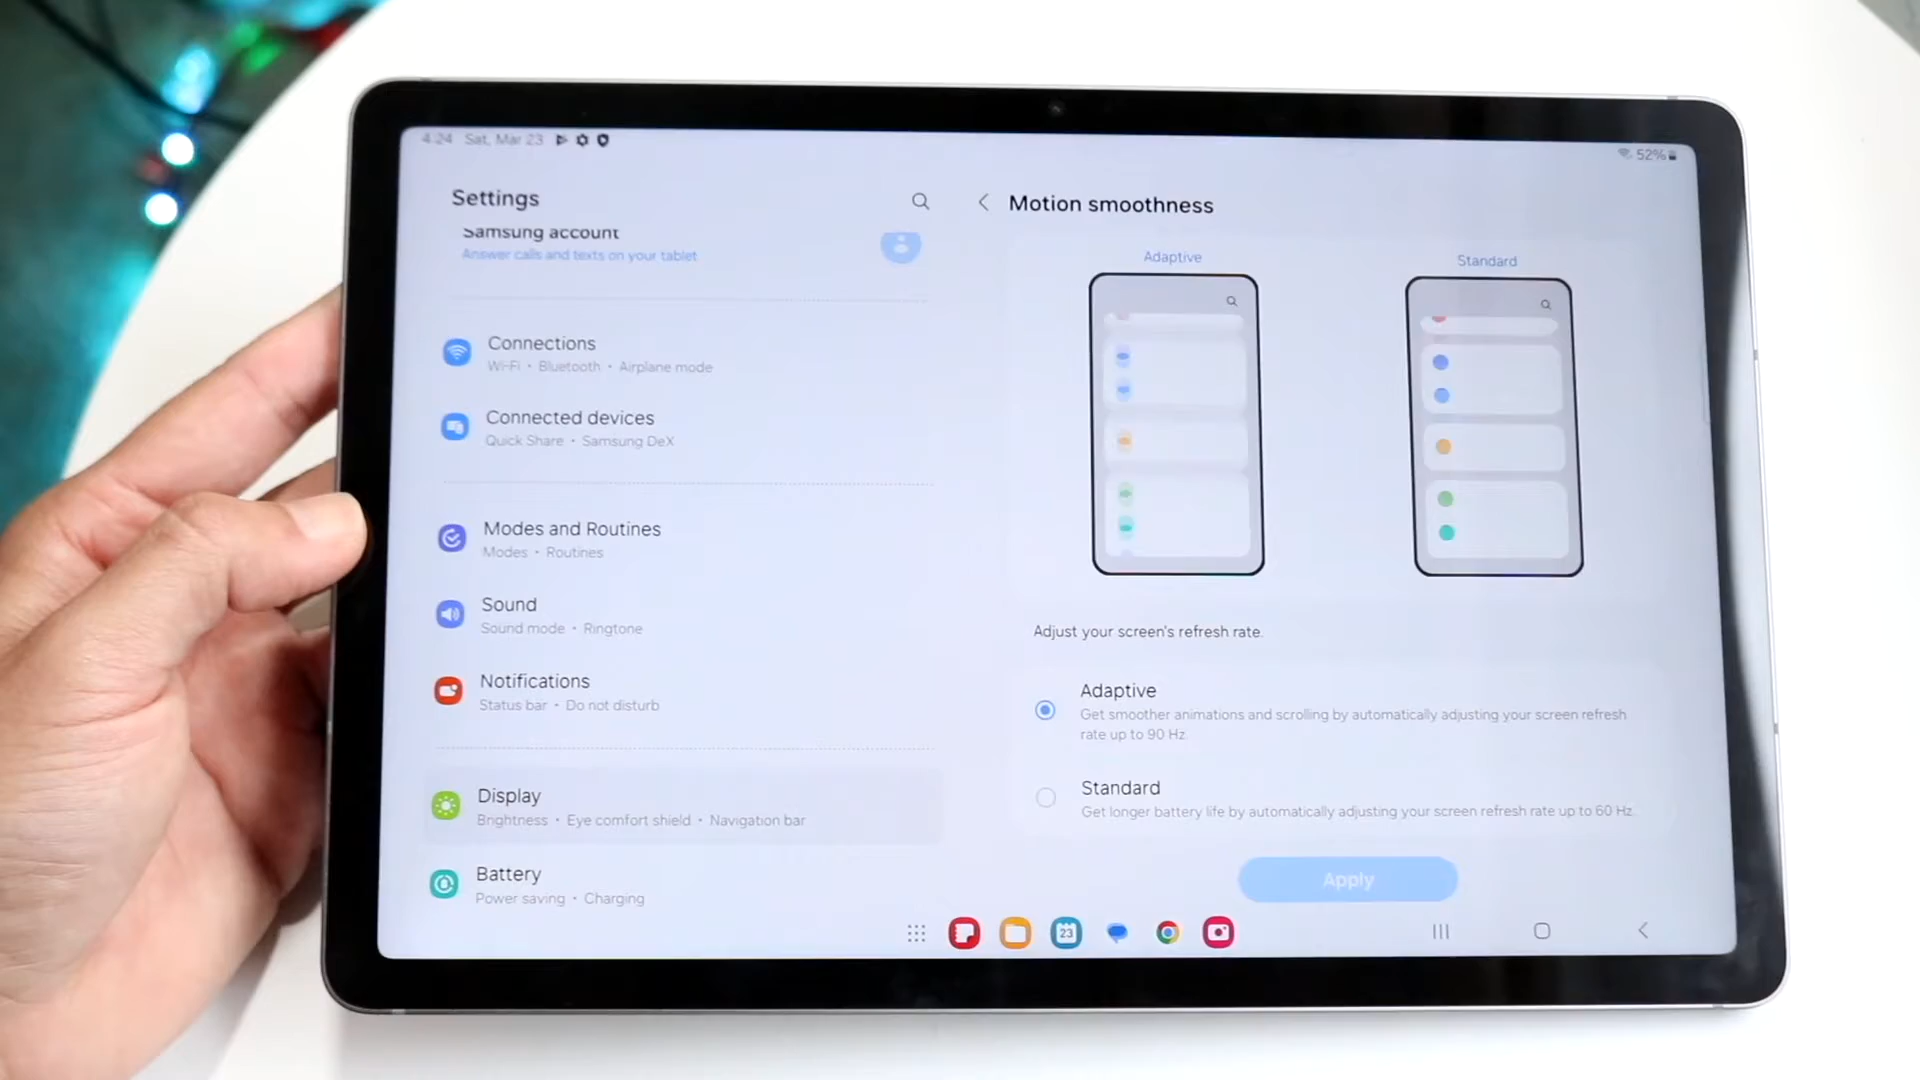 4:24 Sat, Mar 23
52%
Settings
Samsung account
Answer calls and texts on your tablet
Connections
Wi-Fi • Bluetooth • Airplane mode
Connected devices
Quick Share • Samsung DeX
Modes and Routines
Modes • Routines
Sound
Sound mode • Ringtone
Notifications
Status bar • Do not disturb
Display
Brightness • Eye comfort shield • Navigation bar
Battery
Power saving • Charging
Motion smoothness
Adaptive
Standard
Adjust your screen's refresh rate.
Adaptive
Get smoother animations and scrolling by automatically adjusting your screen refresh
rate up to 90 Hz.
Standard
Get longer battery life by automatically adjusting your screen refresh rate up to 60 Hz.
Apply
23